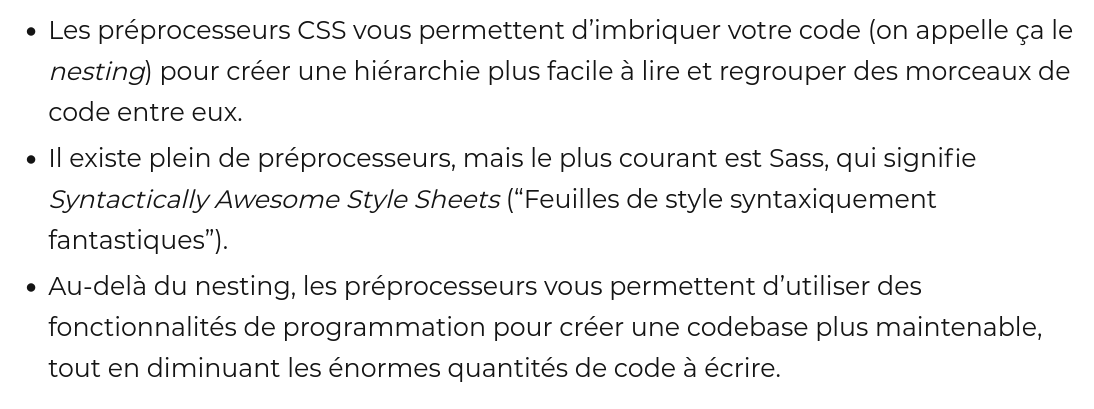 • Les préprocesseurs CSS vous permettent d’imbriquer votre code (on appelle ça le
nesting) pour créer une hiérarchie plus facile à lire et regrouper des morceaux de
code entre eux.
• Il existe plein de préprocesseurs, mais le plus courant est Sass, qui signifie
Syntactically Awesome Style Sheets (“Feuilles de style syntaxiquement
fantastiques”).
• Au-delà du nesting, les préprocesseurs vous permettent d’utiliser des
fonctionnalités de programmation pour créer une codebase plus maintenable,
tout en diminuant les énormes quantités de code à écrire.